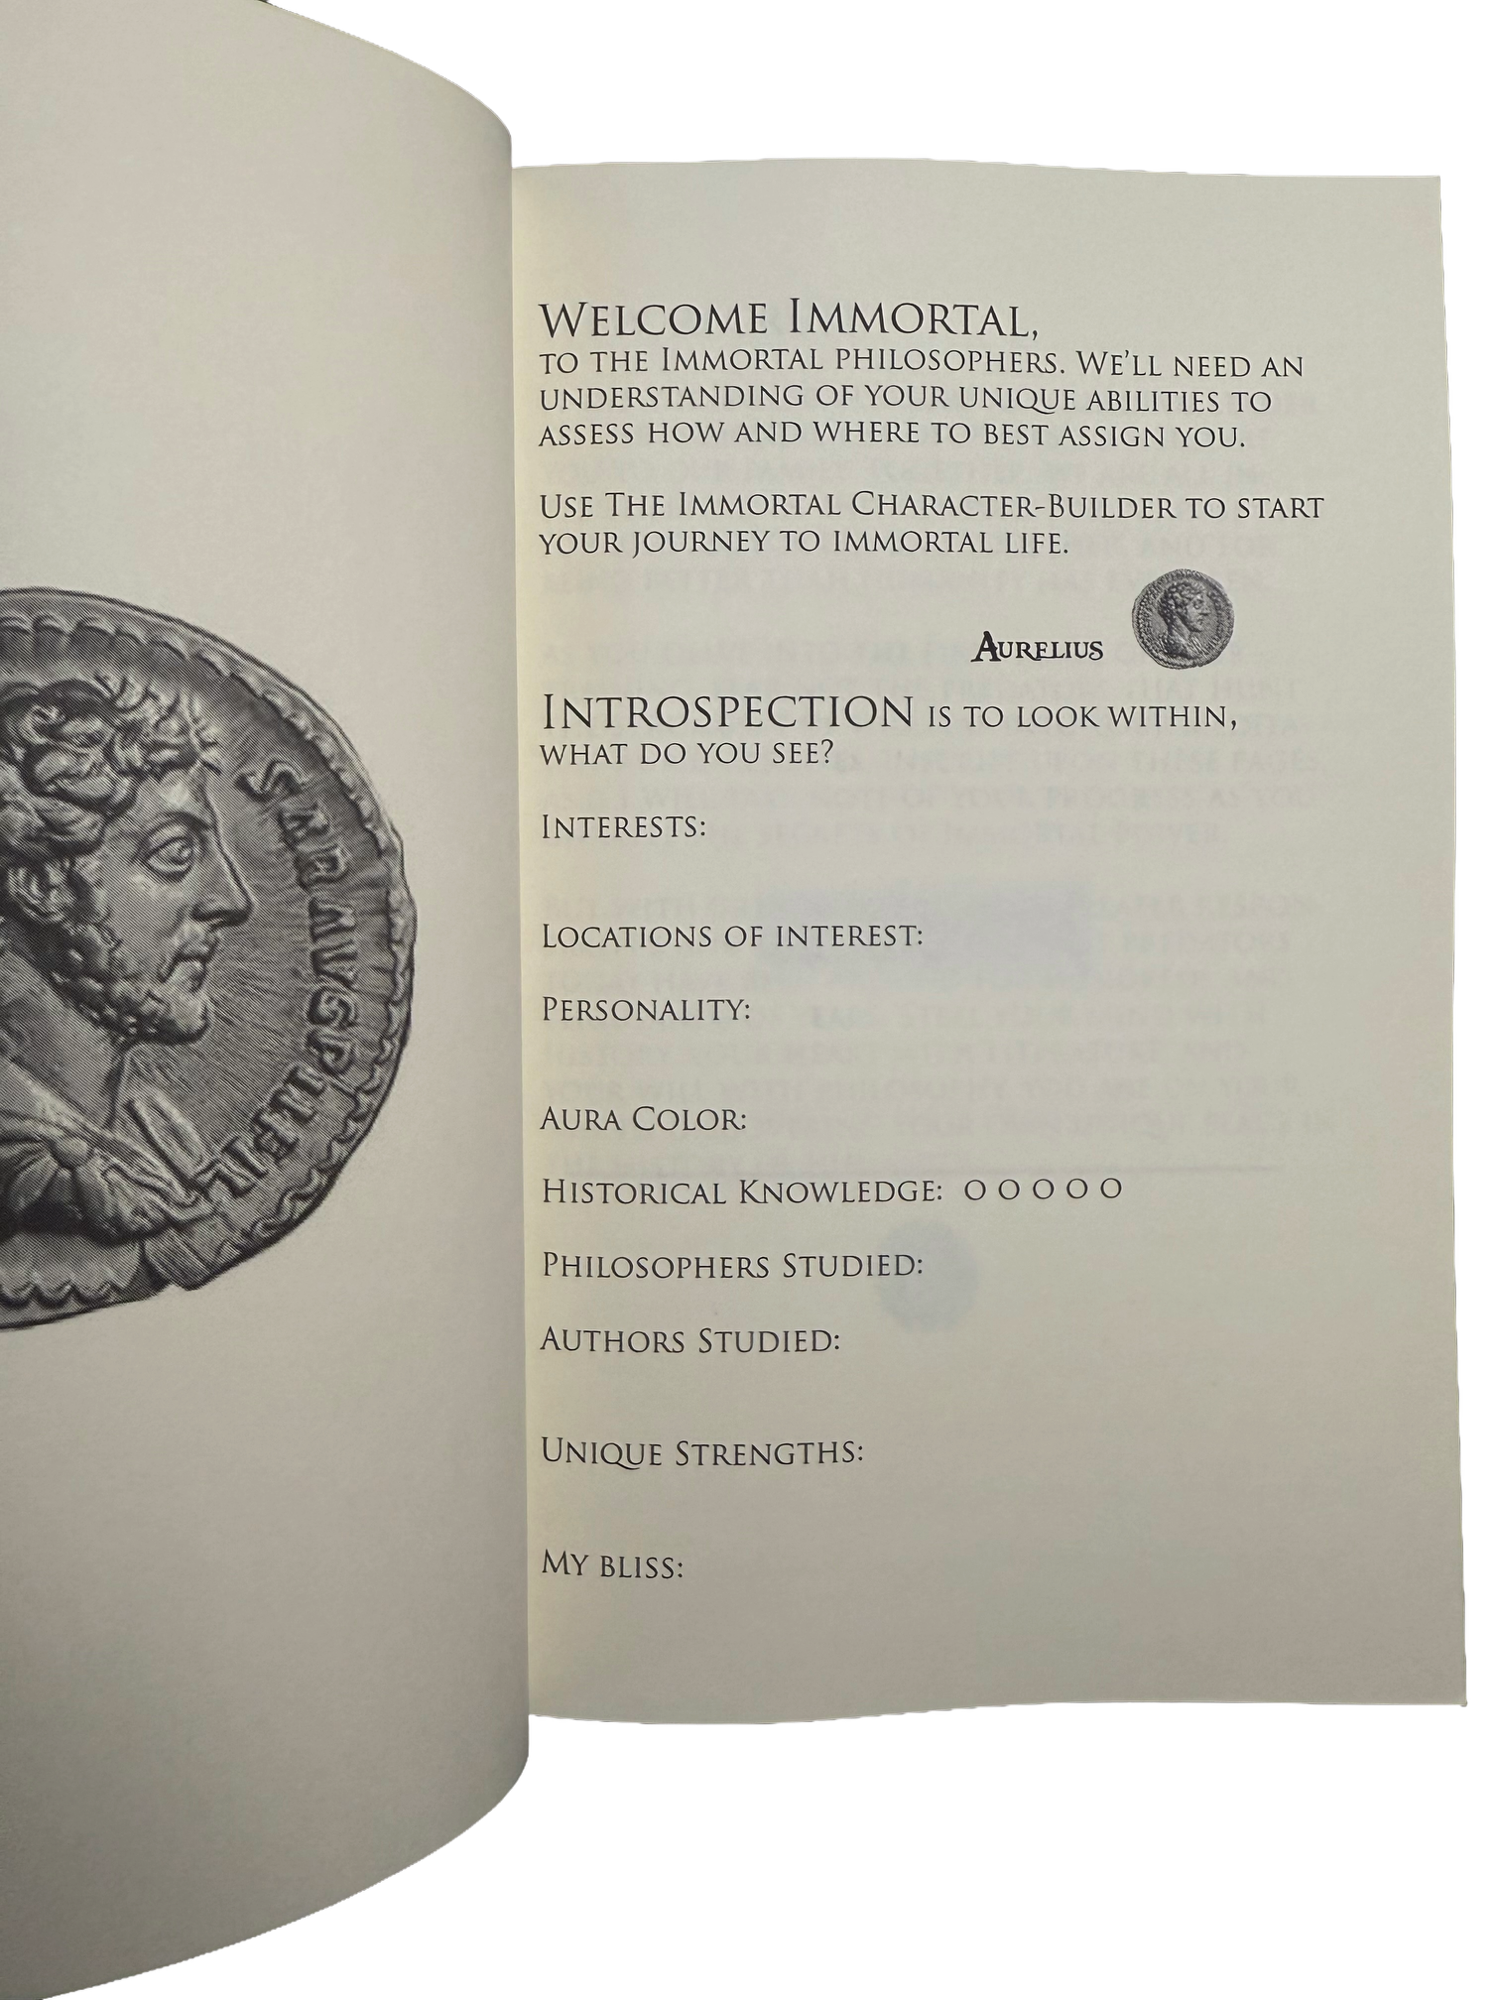 Welcome Immortal,
to the Immortal philosophers. We'll need an
understanding of your unique abilities to
assess how and where to best assign you.
Use The Immortal Character-Builder to start
your journey to immortal life.
Aurelius
Introspection is to look within,
what do you see?
Interests:
Locations of interest:
Personality:
Aura Color:
Historical Knowledge: O O O O O
Philosophers Studied:
Authors Studied:
Unique Strengths:
My bliss: